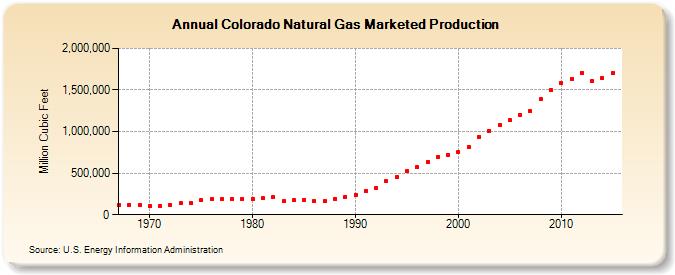 Annual Colorado Natural Gas Marketed Production
Million Cubic Feet
2,000,000
1,500,000
1,000,000
500,000
0
1970 1980 1990 2000 2010
Source: U.S. Energy Information Administration